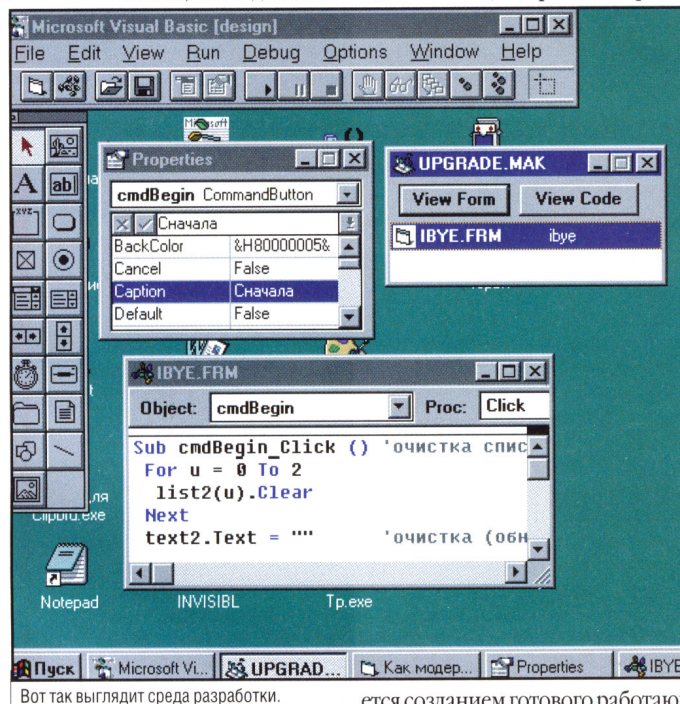 Microsoft Visual Basic [design]
File Edit View Run Debug Options Window Help
Microsoft
Properties
cmdBegin CommandButton
Сначала
BackColor &H80000005&
Cancel False
Caption Сначала
Default False
UPGRADE.MAK
View Form View Code
IBYE.FRM ibye
A ab
XYZ
IBYE.FRM
Object: cmdBegin Proc: Click
Sub cmdBegin_Click () 'очистка спис
For u = 0 To 2
list2(u).Clear
Next
text2.Text = "" 'очистка (обн
ля
Clipbrd.exe
Notepad INVISIBL Tp.exe
Пуск Microsoft Vi... UPGRAD... Как модер... Properties IBYE
Вот так выглядит среда разработки.
ется созданием готового работаю